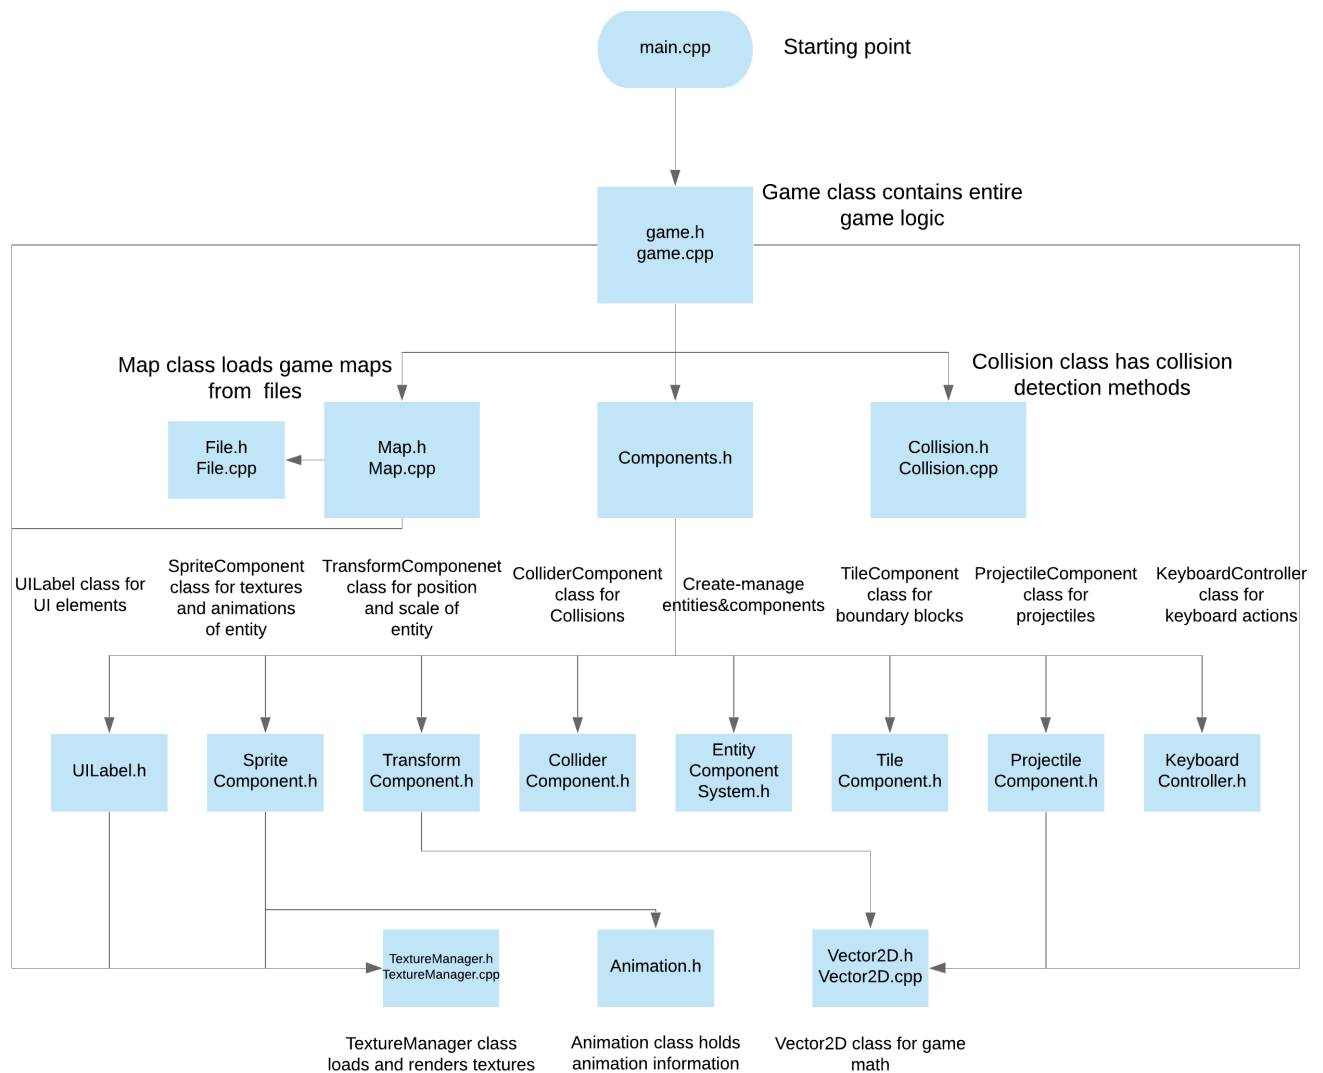 main.cpp
Starting point
Game class contains entire
game logic
game.h
game.cpp
Map class loads game maps
from files
Collision class has collision
detection methods
File.h
File.cpp
Map.h
Map.cpp
Components.h
Collision.h
Collision.cpp
UILabel class for
UI elements
SpriteComponent
class for textures
and animations
of entity
TransformComponenet
class for position
and scale of
entity
ColliderComponent
class for
Collisions
Create-manage
entities&components
TileComponent
class for
boundary blocks
ProjectileComponent
class for
projectiles
KeyboardController
class for
keyboard actions
UILabel.h
Sprite
Component.h
Transform
Component.h
Collider
Component.h
Entity
Component
System.h
Tile
Component.h
Projectile
Component.h
Keyboard
Controller.h
TextureManager.h
TextureManager.cpp
Animation.h
Vector2D.h
Vector2D.cpp
TextureManager class
loads and renders textures
Animation class holds
animation information
Vector2D class for game
math